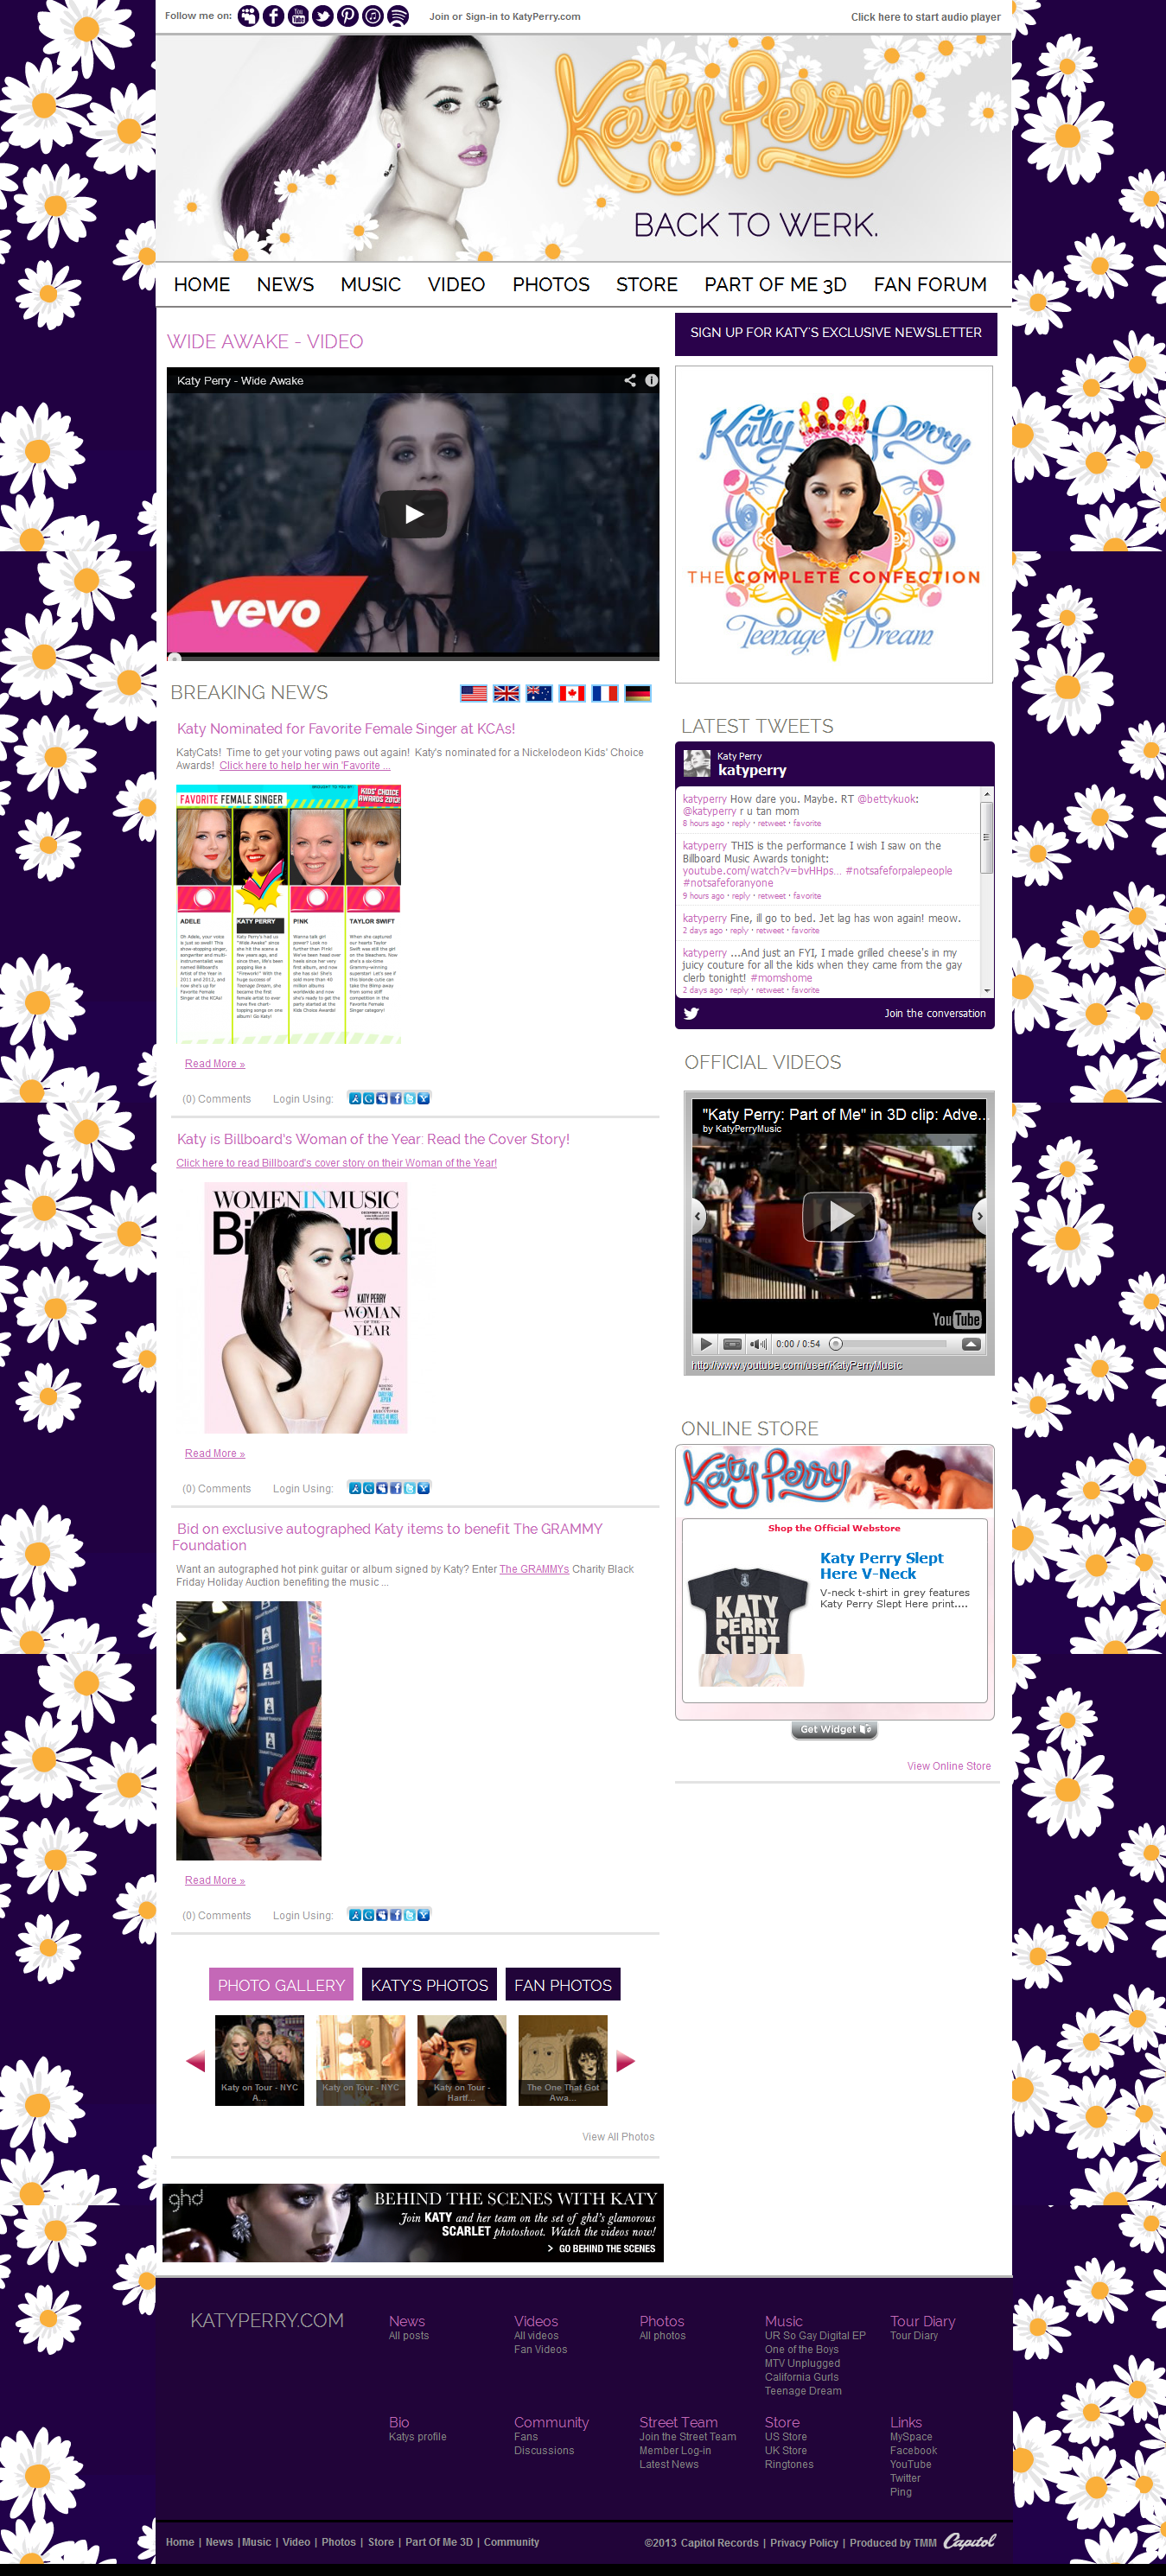 Follow me on:
Join or Sign-in to KatyPerry.com
Click here to start audio player
Katy Perry
BACK TO WERK.
HOME NEWS MUSIC VIDEO PHOTOS STORE PART OF ME 3D FAN FORUM
WIDE AWAKE - VIDEO
Katy Perry - Wide Awake
vevo
BREAKING NEWS
Katy Nominated for Favorite Female Singer at KCAs!
KatyCats! Time to get your voting paws out again! Katy's nominated for a Nickelodeon Kids' Choice
Awards! Click here to help her win 'Favorite ...
FAVORITE FEMALE SINGER
BROUGHT TO YOU BY:
KIDS' CHOICE
AWARDS 2013!
ADELE
KATY PERRY
P!NK
TAYLOR SWIFT
Read More »
(0) Comments Login Using:
Katy is Billboard's Woman of the Year: Read the Cover Story!
Click here to read Billboard's cover story on their Woman of the Year!
WOMEN IN MUSIC
Billboard
KATY PERRY
WOMAN
OF THE
YEAR
Read More »
(0) Comments Login Using:
Bid on exclusive autographed Katy items to benefit The GRAMMY
Foundation
Want an autographed hot pink guitar or album signed by Katy? Enter The GRAMMYs Charity Black
Friday Holiday Auction benefiting the music ...
Read More »
(0) Comments Login Using:
PHOTO GALLERY KATY'S PHOTOS FAN PHOTOS
Katy on Tour - NYC
A...
Katy on Tour - NYC
Katy on Tour -
Hartf...
The One That Got
Awa...
View All Photos
ghd
BEHIND THE SCENES WITH KATY
Join KATY and her team on the set of ghd's glamorous
SCARLET photoshoot. Watch the videos now!
> GO BEHIND THE SCENES
SIGN UP FOR KATY'S EXCLUSIVE NEWSLETTER
Katy Perry
THE COMPLETE CONFECTION
Teenage Dream
LATEST TWEETS
Katy Perry
katyperry
katyperry How dare you. Maybe. RT @bettykuok:
@katyperry r u tan mom
8 hours ago · reply · retweet · favorite
katyperry THIS is the performance I wish I saw on the
Billboard Music Awards tonight:
youtube.com/watch?v=bvHHps... #notsafeforpalepeople
#notsafeforanyone
9 hours ago · reply · retweet · favorite
katyperry Fine, ill go to bed. Jet lag has won again! meow.
2 days ago · reply · retweet · favorite
katyperry ...And just an FYI, I made grilled cheese's in my
juicy couture for all the kids when they came from the gay
clerb tonight! #momshome
2 days ago · reply · retweet · favorite
Join the conversation
OFFICIAL VIDEOS
"Katy Perry: Part of Me" in 3D clip: Adve...
by KatyPerryMusic
YouTube
0:00 / 0:54
http://www.youtube.com/user/KatyPerryMusic
ONLINE STORE
Katy Perry
Shop the Official Webstore
Katy Perry Slept
Here V-Neck
V-neck t-shirt in grey features
Katy Perry Slept Here print....
KATY
PERRY
SLEPT
Get Widget
View Online Store
KATYPERRY.COM
News
All posts
Videos
All videos
Fan Videos
Photos
All photos
Music
UR So Gay Digital EP
One of the Boys
MTV Unplugged
California Gurls
Teenage Dream
Tour Diary
Tour Diary
Bio
Katys profile
Community
Fans
Discussions
Street Team
Join the Street Team
Member Log-in
Latest News
Store
US Store
UK Store
Ringtones
Links
MySpace
Facebook
YouTube
Twitter
Ping
Home | News | Music | Video | Photos | Store | Part Of Me 3D | Community
©2013 Capitol Records | Privacy Policy | Produced by TMM Capitol